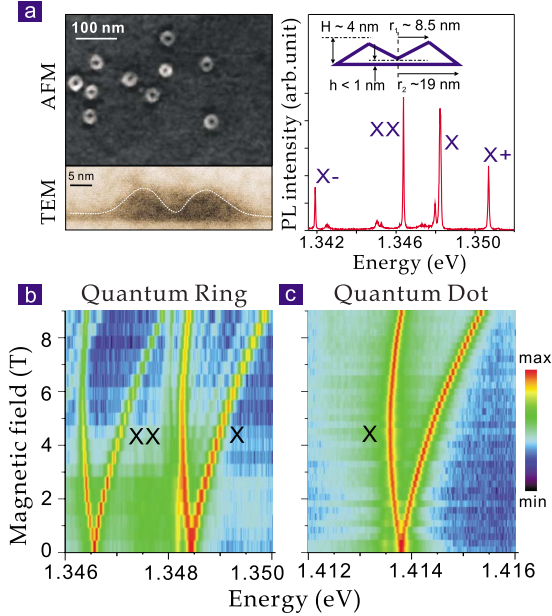 a
100 nm
AFM
5 nm
TEM
H ~ 4 nm
r₁ ~ 8.5 nm
h < 1 nm
r₂ ~19 nm
PL intensity (arb.unit)
X-
XX
X
X+
1.342
1.346
1.350
Energy (eV)
b
Quantum Ring
c
Quantum Dot
Magnetic field (T)
8
6
4
2
0
XX
X
X
max
min
1.346
1.348
1.350
1.412
1.414
1.416
Energy (eV)